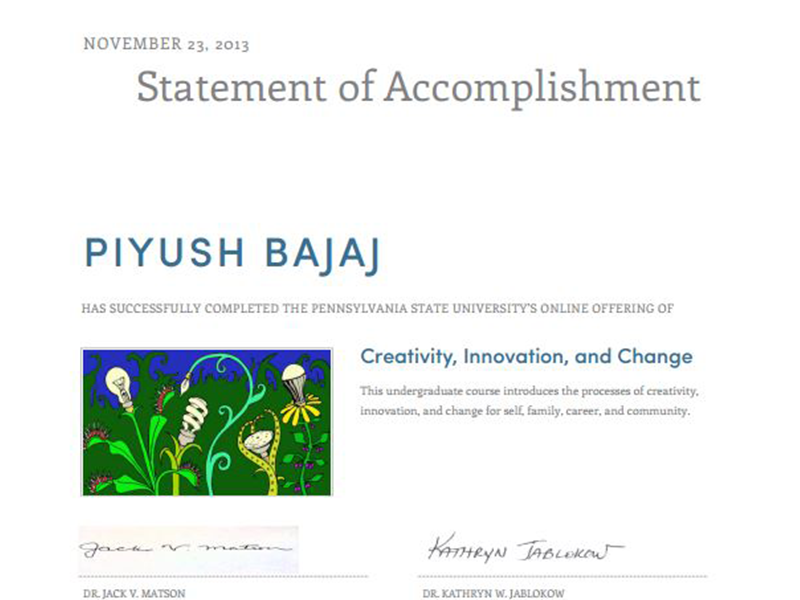 NOVEMBER 23, 2013
Statement of Accomplishment
PIYUSH BAJAJ
HAS SUCCESSFULLY COMPLETED THE PENNSYLVANIA STATE UNIVERSITY'S ONLINE OFFERING OF
Creativity, Innovation, and Change
This undergraduate course introduces the processes of creativity,
innovation, and change for self, family, career, and community.
Jack V. Matson
KATHRYN JABLOKOW
DR. JACK V. MATSON
DR. KATHRYN W. JABLOKOW